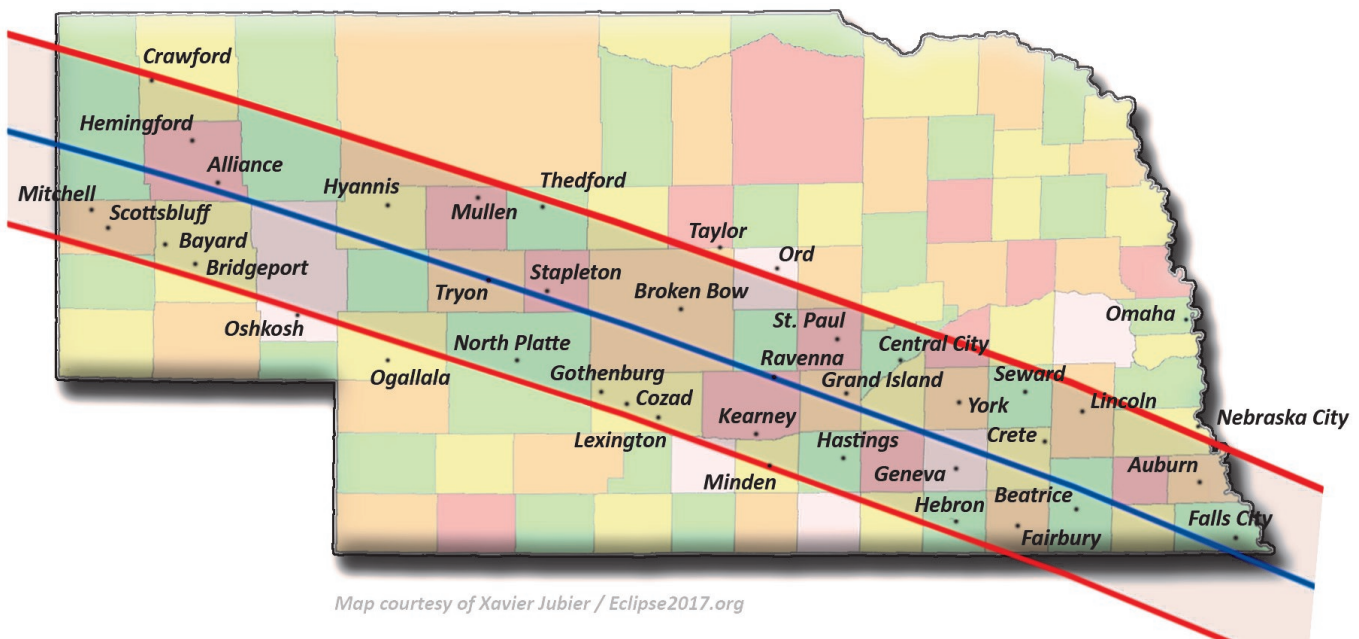 Crawford
Hemingford
Alliance
Hyannis
Thedford
Mitchell
Mullen
Scottsbluff
Taylor
Bayard
Ord
Bridgeport
Stapleton
Tryon
Broken Bow
Omaha
Oshkosh
St. Paul
North Platte
Central City
Ravenna
Ogallala
Gothenburg
Grand Island
Seward
Cozad
York
Lincoln
Kearney
Nebraska City
Lexington
Hastings
Crete
Minden
Geneva
Auburn
Hebron
Beatrice
Falls City
Fairbury
Map courtesy of Xavier Jubier / Eclipse2017.org